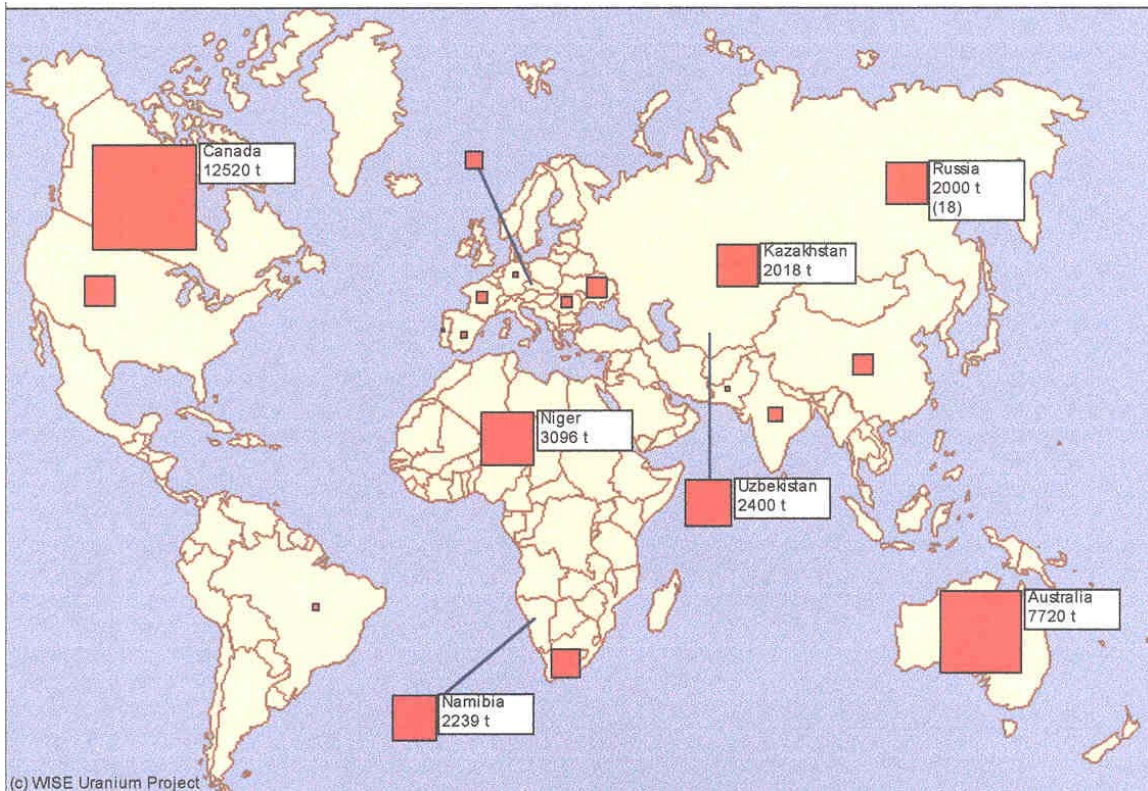 Canada
12520 t
Russia
2000 t
(18)
Kazakhstan
2018 t
Niger
3096 t
Uzbekistan
2400 t
Australia
7720 t
Namibia
2239 t
(c) WISE Uranium Project